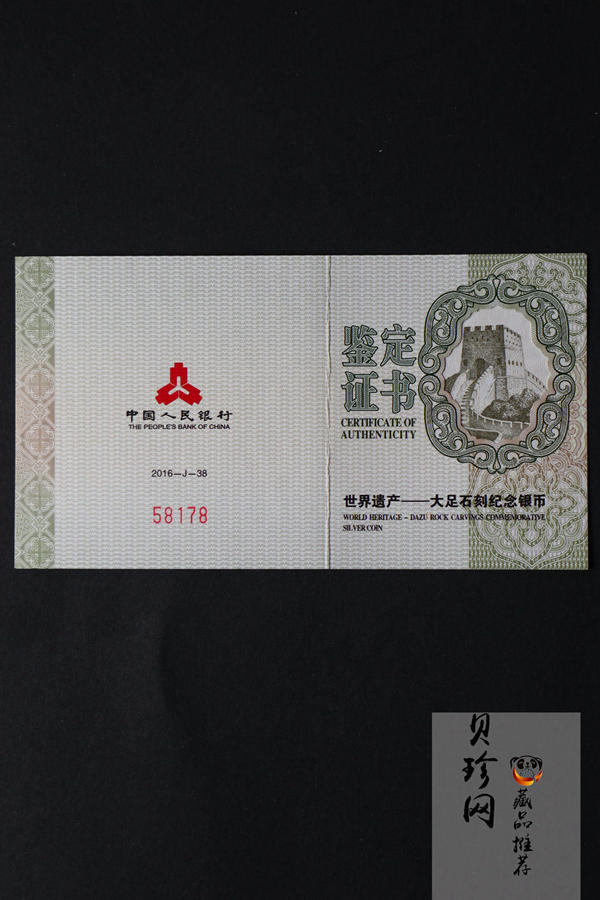 中国人民银行
THE PEOPLE'S BANK OF CHINA
2016－J－38
58178
鉴定
证书
CERTIFICATE OF
AUTHENTICITY
世界遗产——大足石刻纪念银币
WORLD HERITAGE – DAZU ROCK CARVINGS COMMEMORATIVE
SILVER COIN
贝珍网
藏品推荐